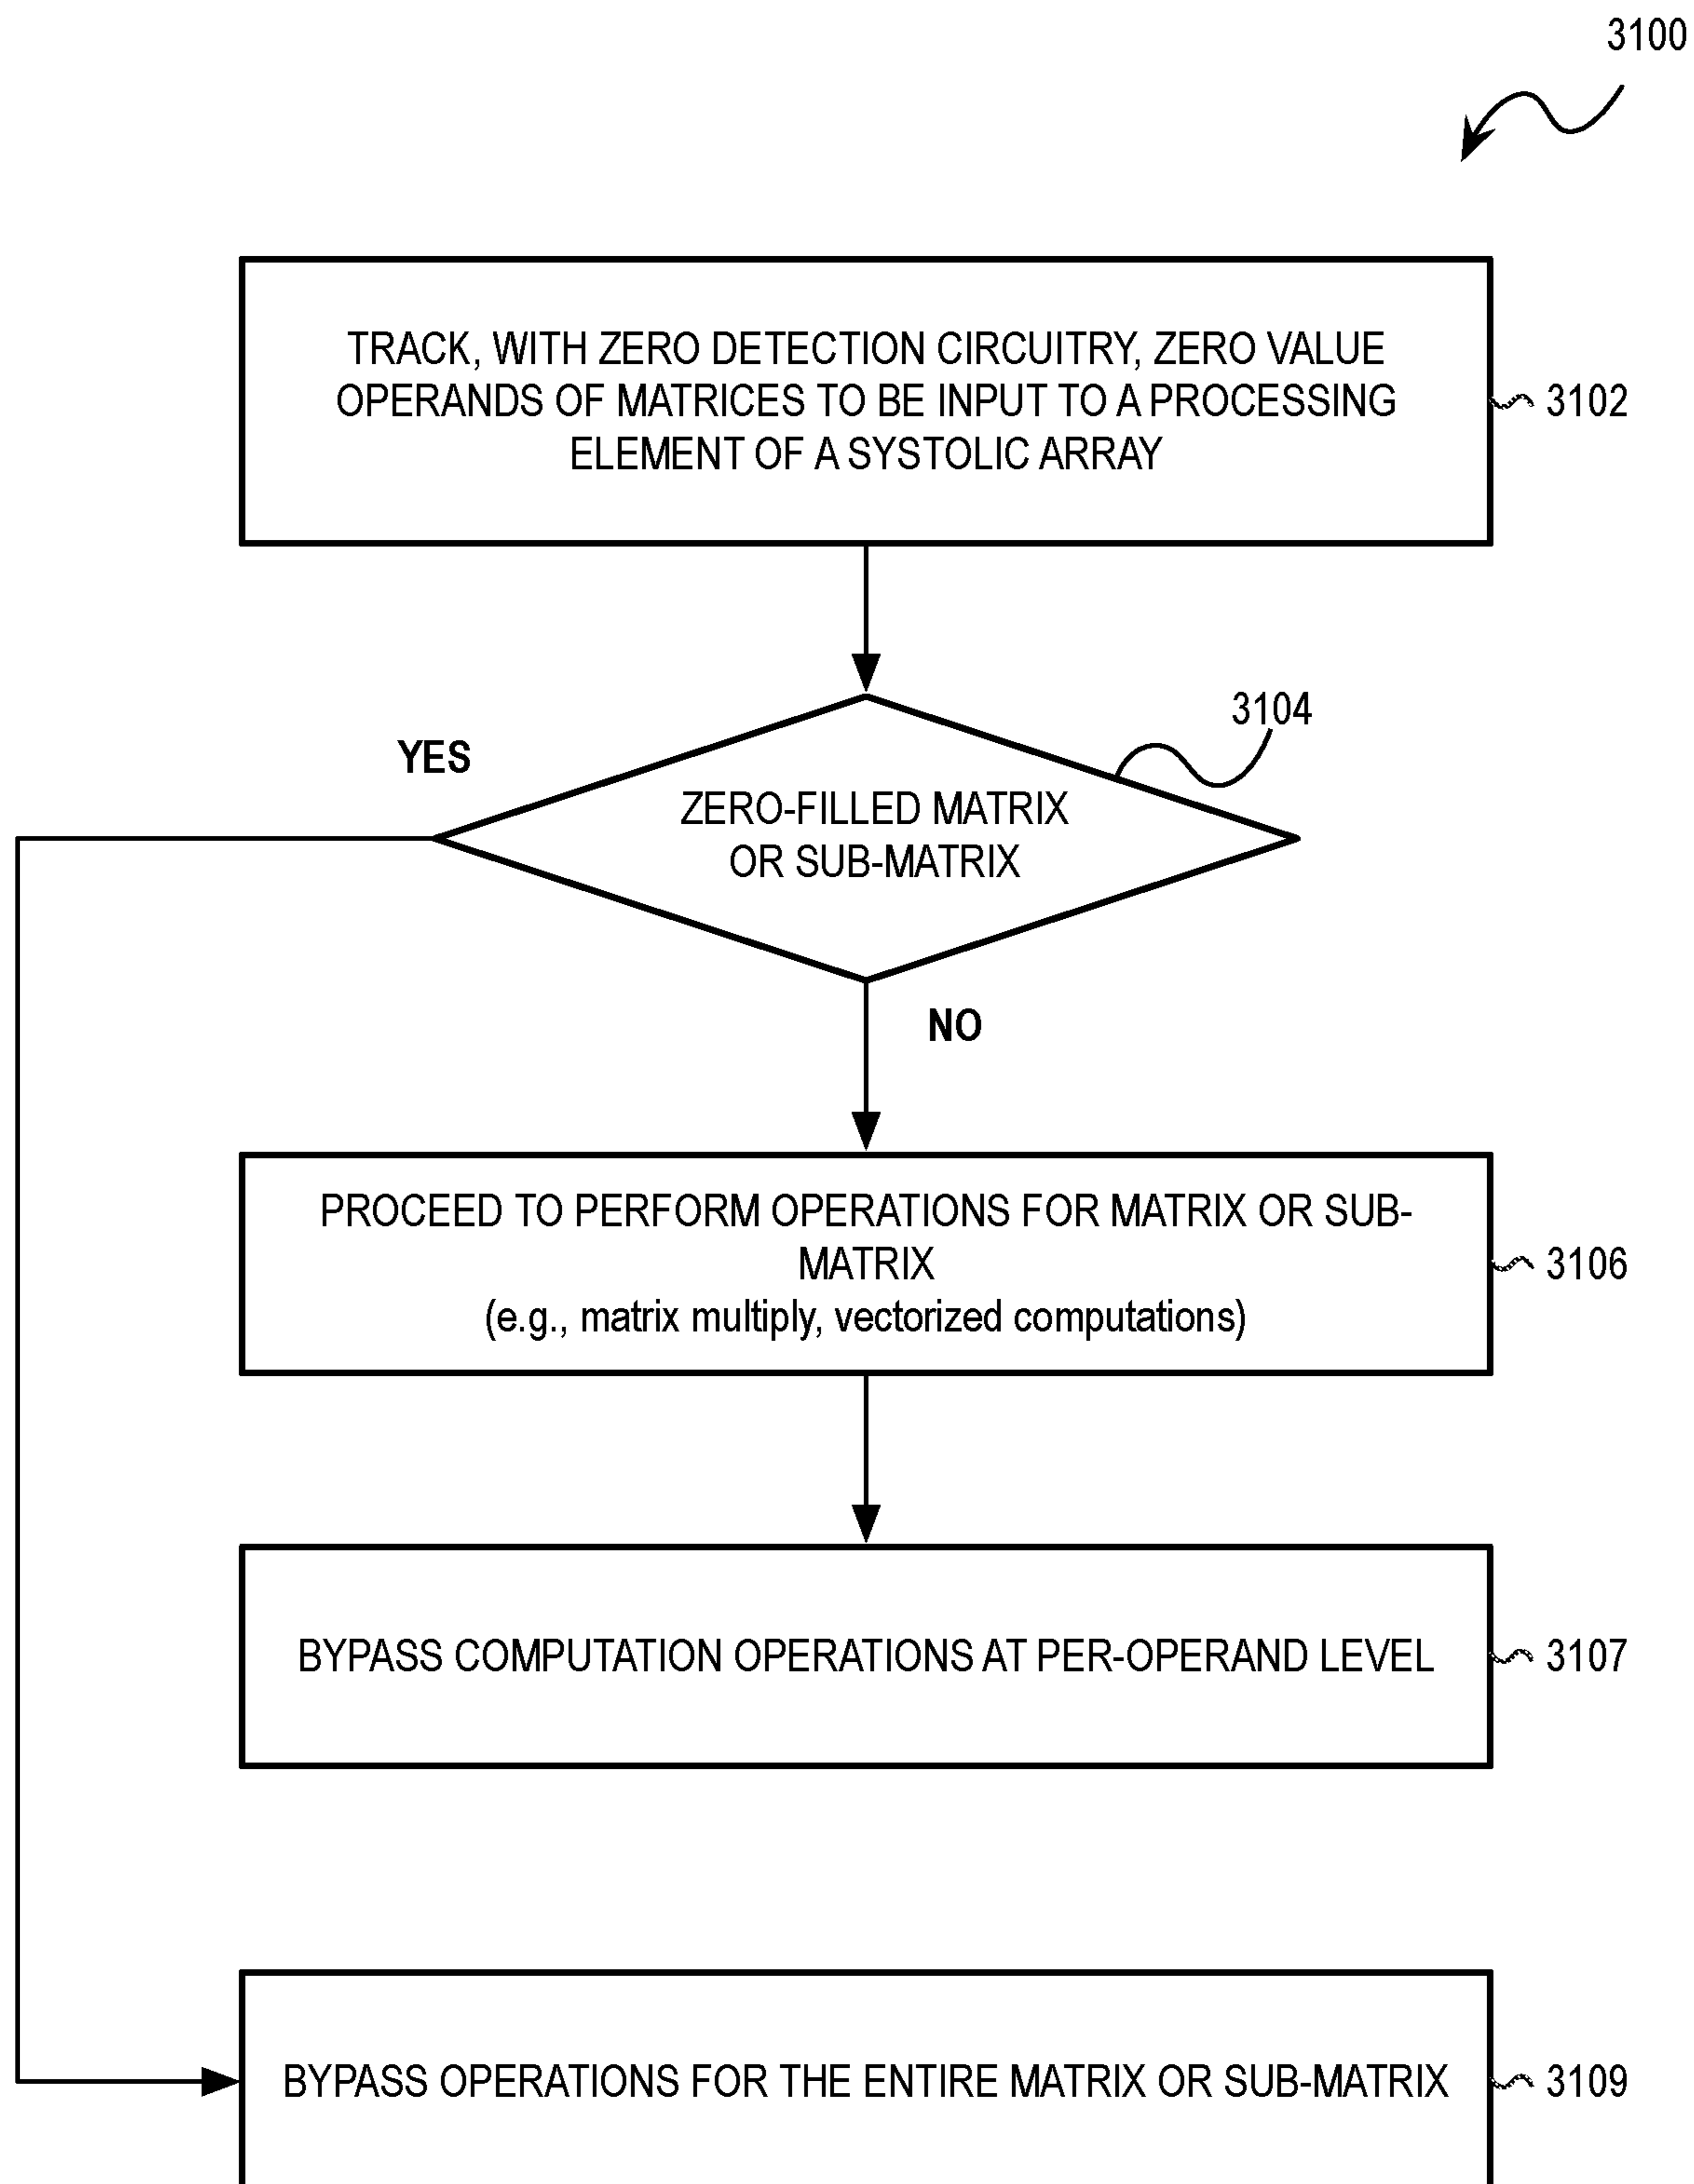 3100
TRACK, WITH ZERO DETECTION CIRCUITRY, ZERO VALUE
OPERANDS OF MATRICES TO BE INPUT TO A PROCESSING
ELEMENT OF A SYSTOLIC ARRAY
3102
3104
YES
ZERO-FILLED MATRIX
OR SUB-MATRIX
NO
PROCEED TO PERFORM OPERATIONS FOR MATRIX OR SUB-
MATRIX
(e.g., matrix multiply, vectorized computations)
3106
BYPASS COMPUTATION OPERATIONS AT PER-OPERAND LEVEL
3107
BYPASS OPERATIONS FOR THE ENTIRE MATRIX OR SUB-MATRIX
3109